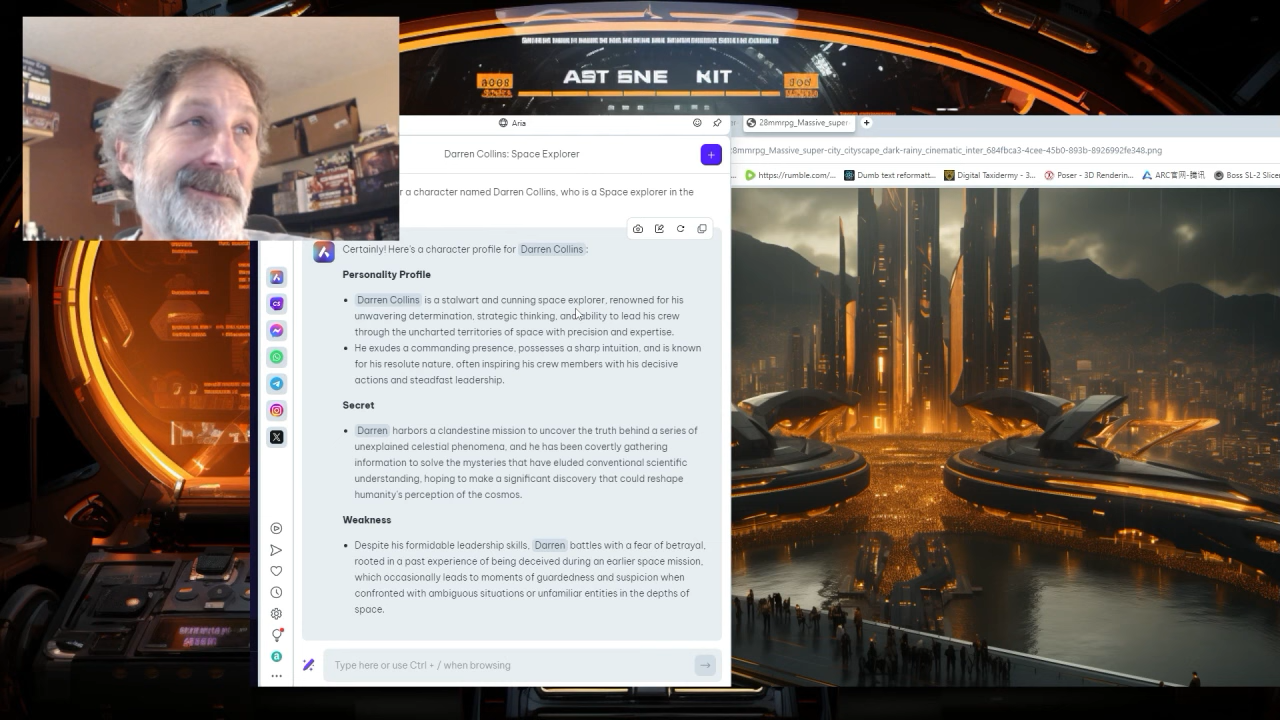 AST SNE KIT
Aria
28mmrpg_Massive_super-
Darren Collins: Space Explorer
28mmrpg_Massive_super-city_cityscape_dark-rainy_cinematic_inter_684fbca3-4cee-45b0-893b-8926992fe348.png
https://rumble.com/... Dumb text reformatt... Digital Taxidermy - 3... Poser - 3D Renderin... ARC官网-腾讯 Boss SL-2 Slicer
r a character named Darren Collins, who is a Space explorer in the
Certainly! Here's a character profile for Darren Collins:
Personality Profile
Darren Collins is a stalwart and cunning space explorer, renowned for his
unwavering determination, strategic thinking, and ability to lead his crew
through the uncharted territories of space with precision and expertise.
He exudes a commanding presence, possesses a sharp intuition, and is known
for his resolute nature, often inspiring his crew members with his decisive
actions and steadfast leadership.
Secret
Darren harbors a clandestine mission to uncover the truth behind a series of
unexplained celestial phenomena, and he has been covertly gathering
information to solve the mysteries that have eluded conventional scientific
understanding, hoping to make a significant discovery that could reshape
humanity's perception of the cosmos.
Weakness
Despite his formidable leadership skills, Darren battles with a fear of betrayal,
rooted in a past experience of being deceived during an earlier space mission,
which occasionally leads to moments of guardedness and suspicion when
confronted with ambiguous situations or unfamiliar entities in the depths of
space.
Type here or use Ctrl + / when browsing